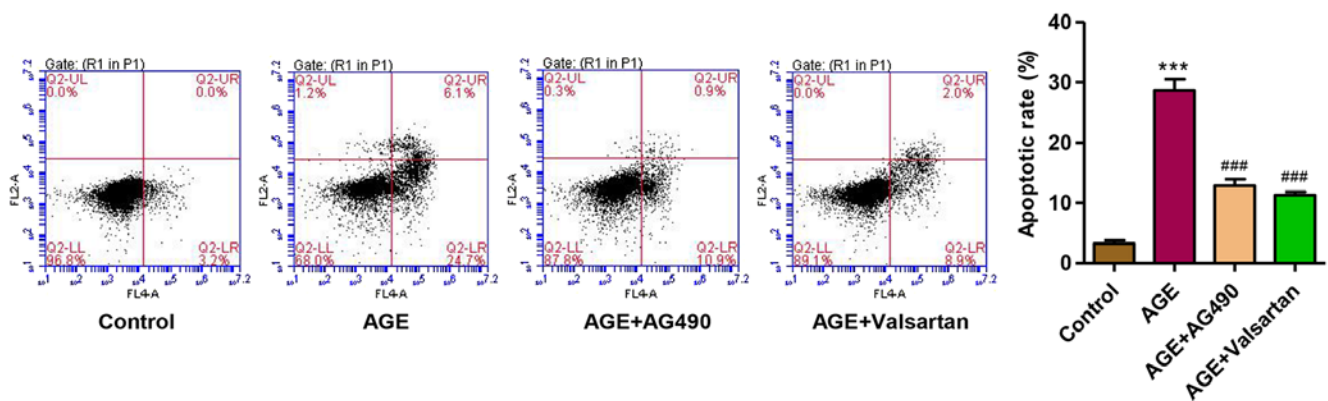 Gate: (R1 in P1)
Q2-UL
0.0%
Q2-UR
0.0%
Q2-LL
96.8%
Q2-LR
3.2%
FL2-A
FL4-A
Control
Gate: (R1 in P1)
Q2-UL
1.2%
Q2-UR
6.1%
Q2-LL
68.0%
Q2-LR
24.7%
FL2-A
FL4-A
AGE
Gate: (R1 in P1)
Q2-UL
0.3%
Q2-UR
0.9%
Q2-LL
87.8%
Q2-LR
10.9%
FL2-A
FL4-A
AGE+AG490
Gate: (R1 in P1)
Q2-UL
0.0%
Q2-UR
2.0%
Q2-LL
89.1%
Q2-LR
8.9%
FL2-A
FL4-A
AGE+Valsartan
Apoptotic rate (%)
40
30
20
10
0
***
###
###
Control
AGE
AGE+AG490
AGE+Valsartan